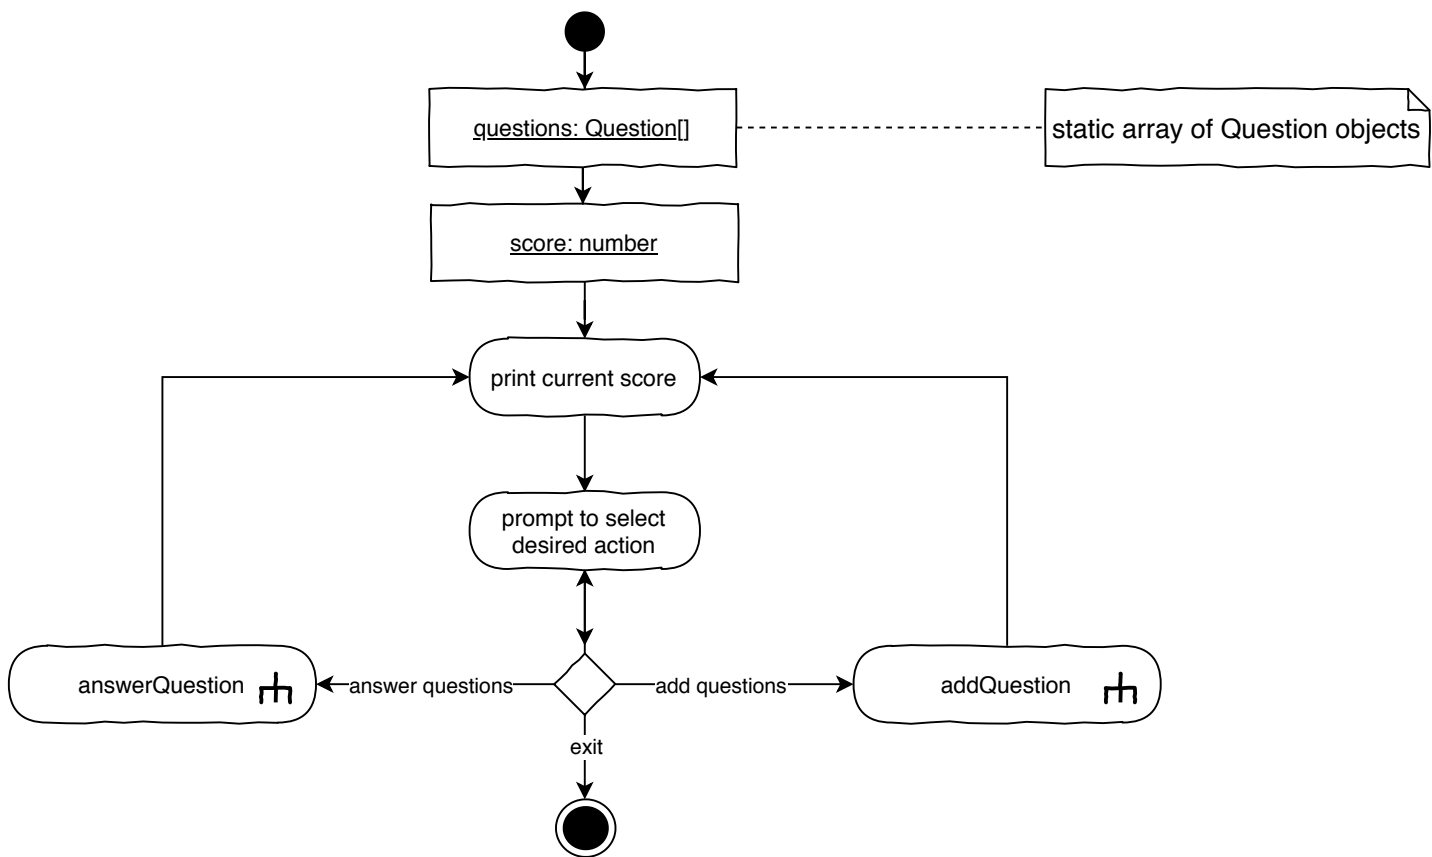 questions: Question[]
static array of Question objects
score: number
print current score
prompt to select
desired action
answerQuestion
answer questions
add questions
addQuestion
exit